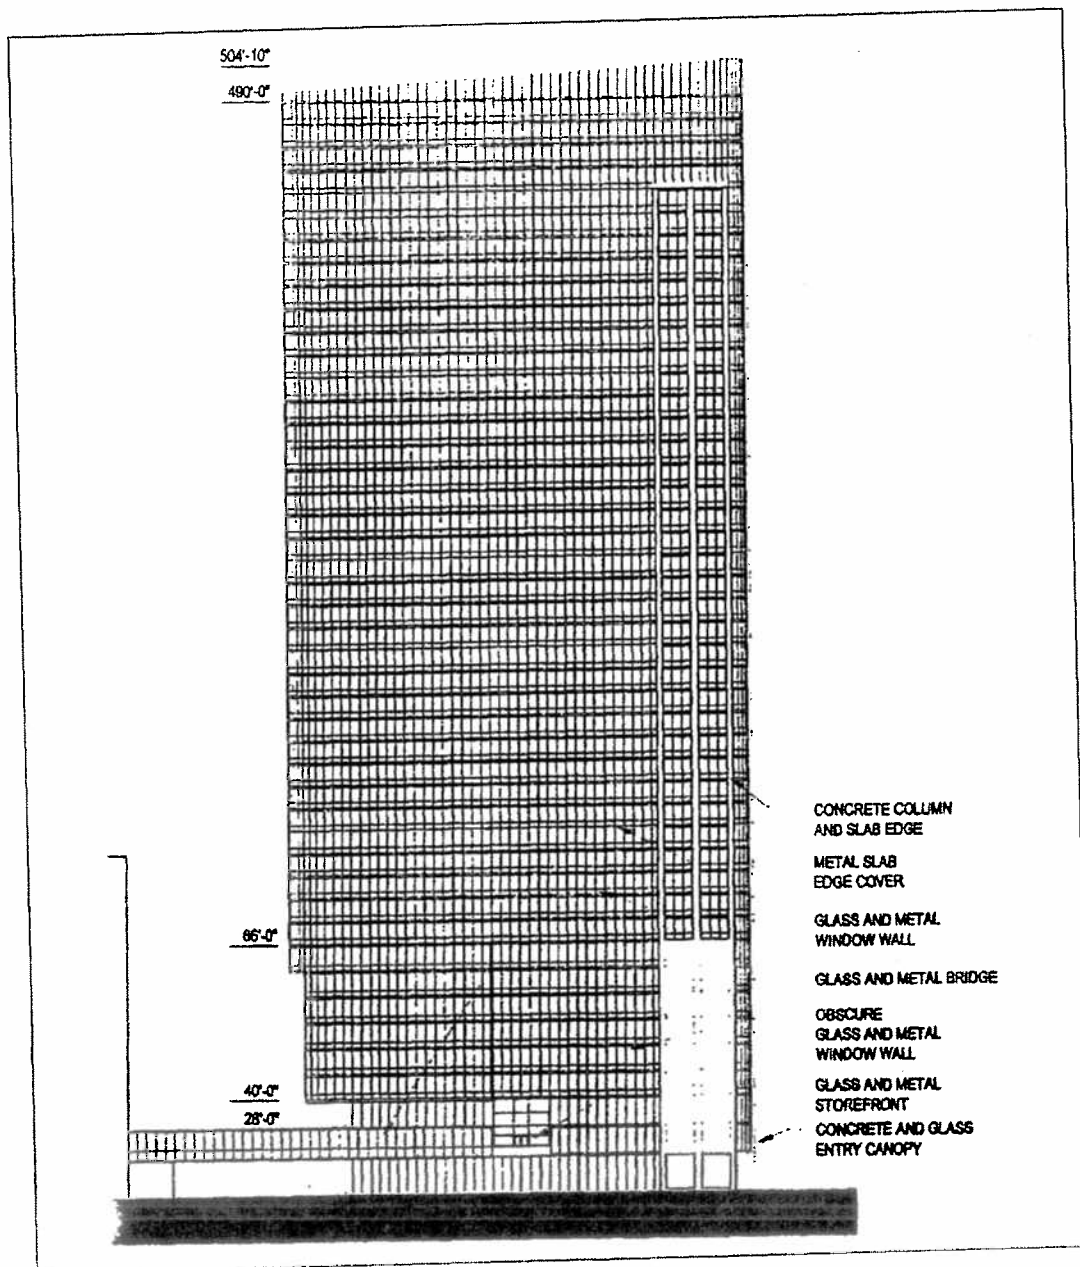 504'-10"
490'-0"
66'-0"
40'-0"
28'-0"
CONCRETE COLUMN
AND SLAB EDGE
METAL SLAB
EDGE COVER
GLASS AND METAL
WINDOW WALL
GLASS AND METAL BRIDGE
OBSCURE
GLASS AND METAL
WINDOW WALL
GLASS AND METAL
STOREFRONT
CONCRETE AND GLASS
ENTRY CANOPY